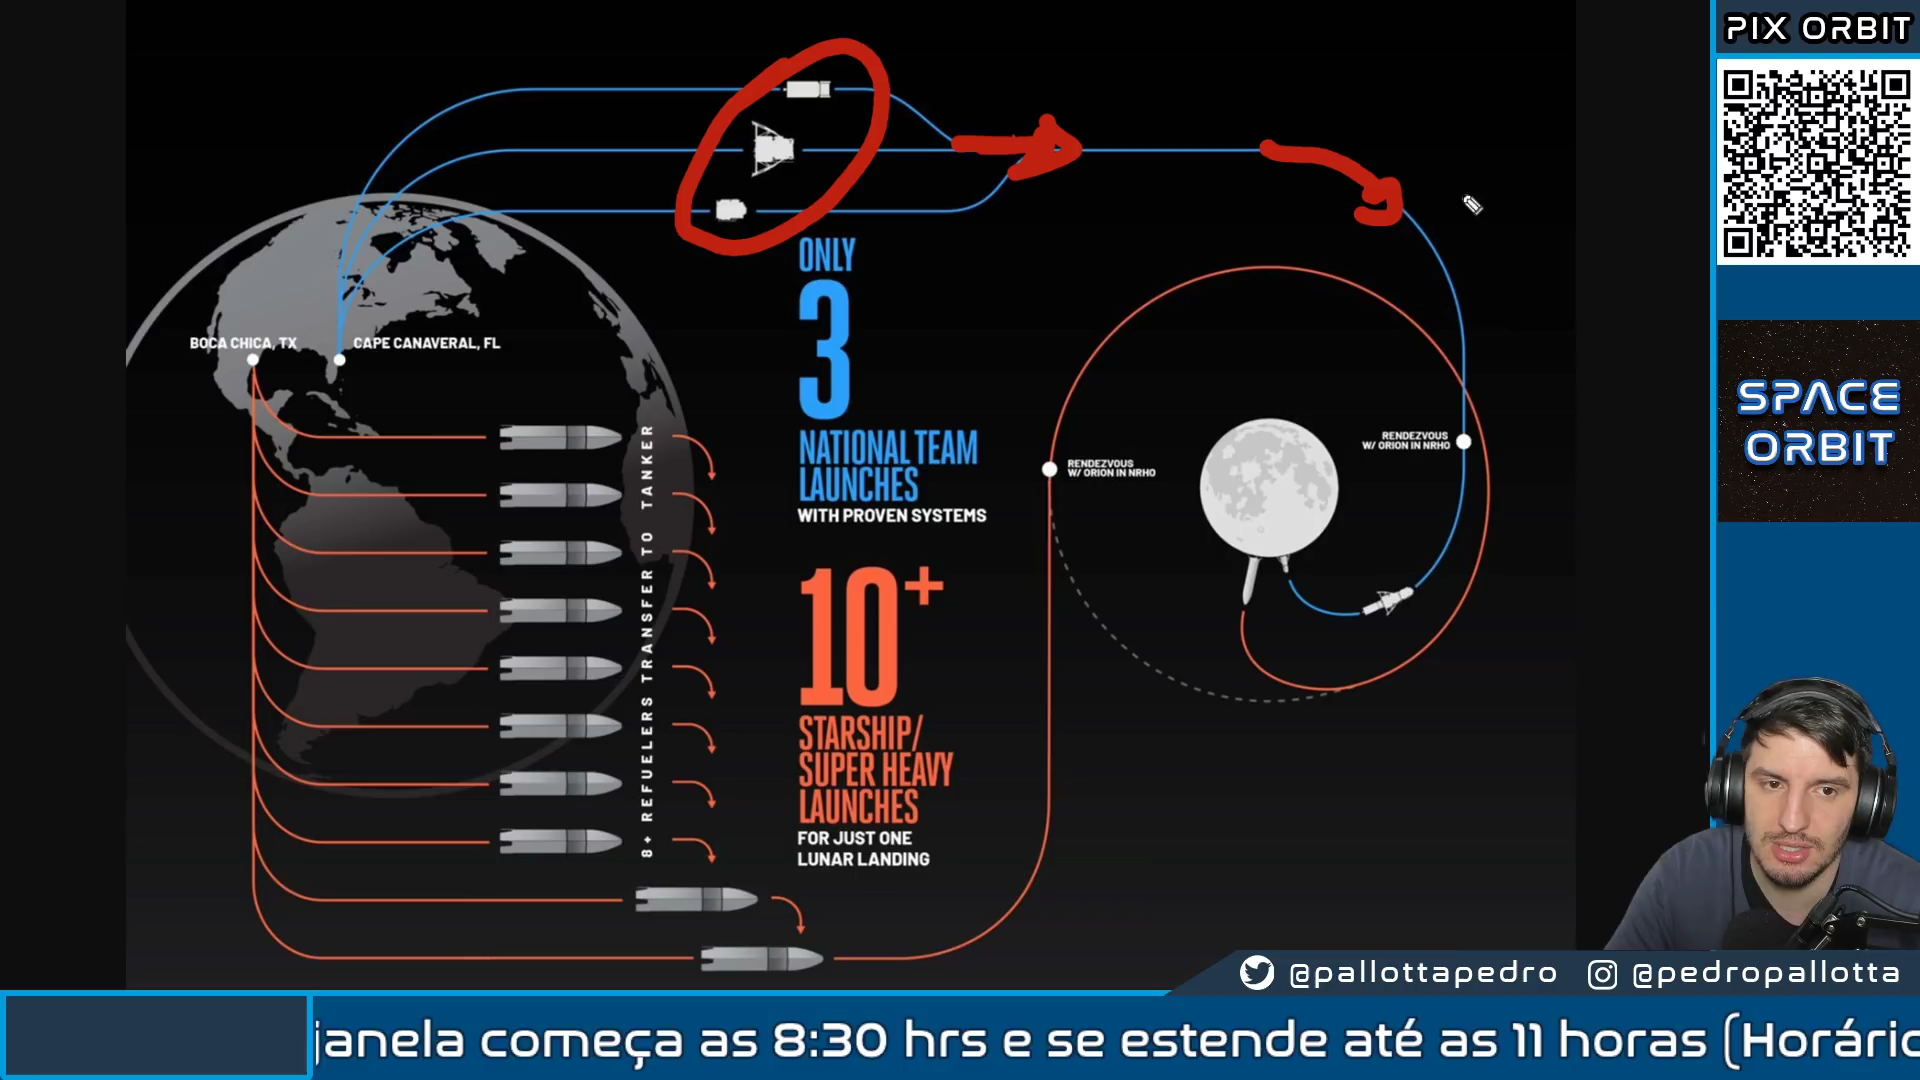 PIX ORBIT
ONLY
3
NATIONAL TEAM
LAUNCHES
WITH PROVEN SYSTEMS
BOCA CHICA, TX
CAPE CANAVERAL, FL
8+ REFUELERS TRANSFER TO TANKER
10+
STARSHIP/
SUPER HEAVY
LAUNCHES
FOR JUST ONE
LUNAR LANDING
RENDEZVOUS
W/ ORION IN NRHO
RENDEZVOUS
W/ ORION IN NRHO
SPACE
ORBIT
@pallottapedro @pedropallotta
janela começa as 8:30 hrs e se estende até as 11 horas (Horário